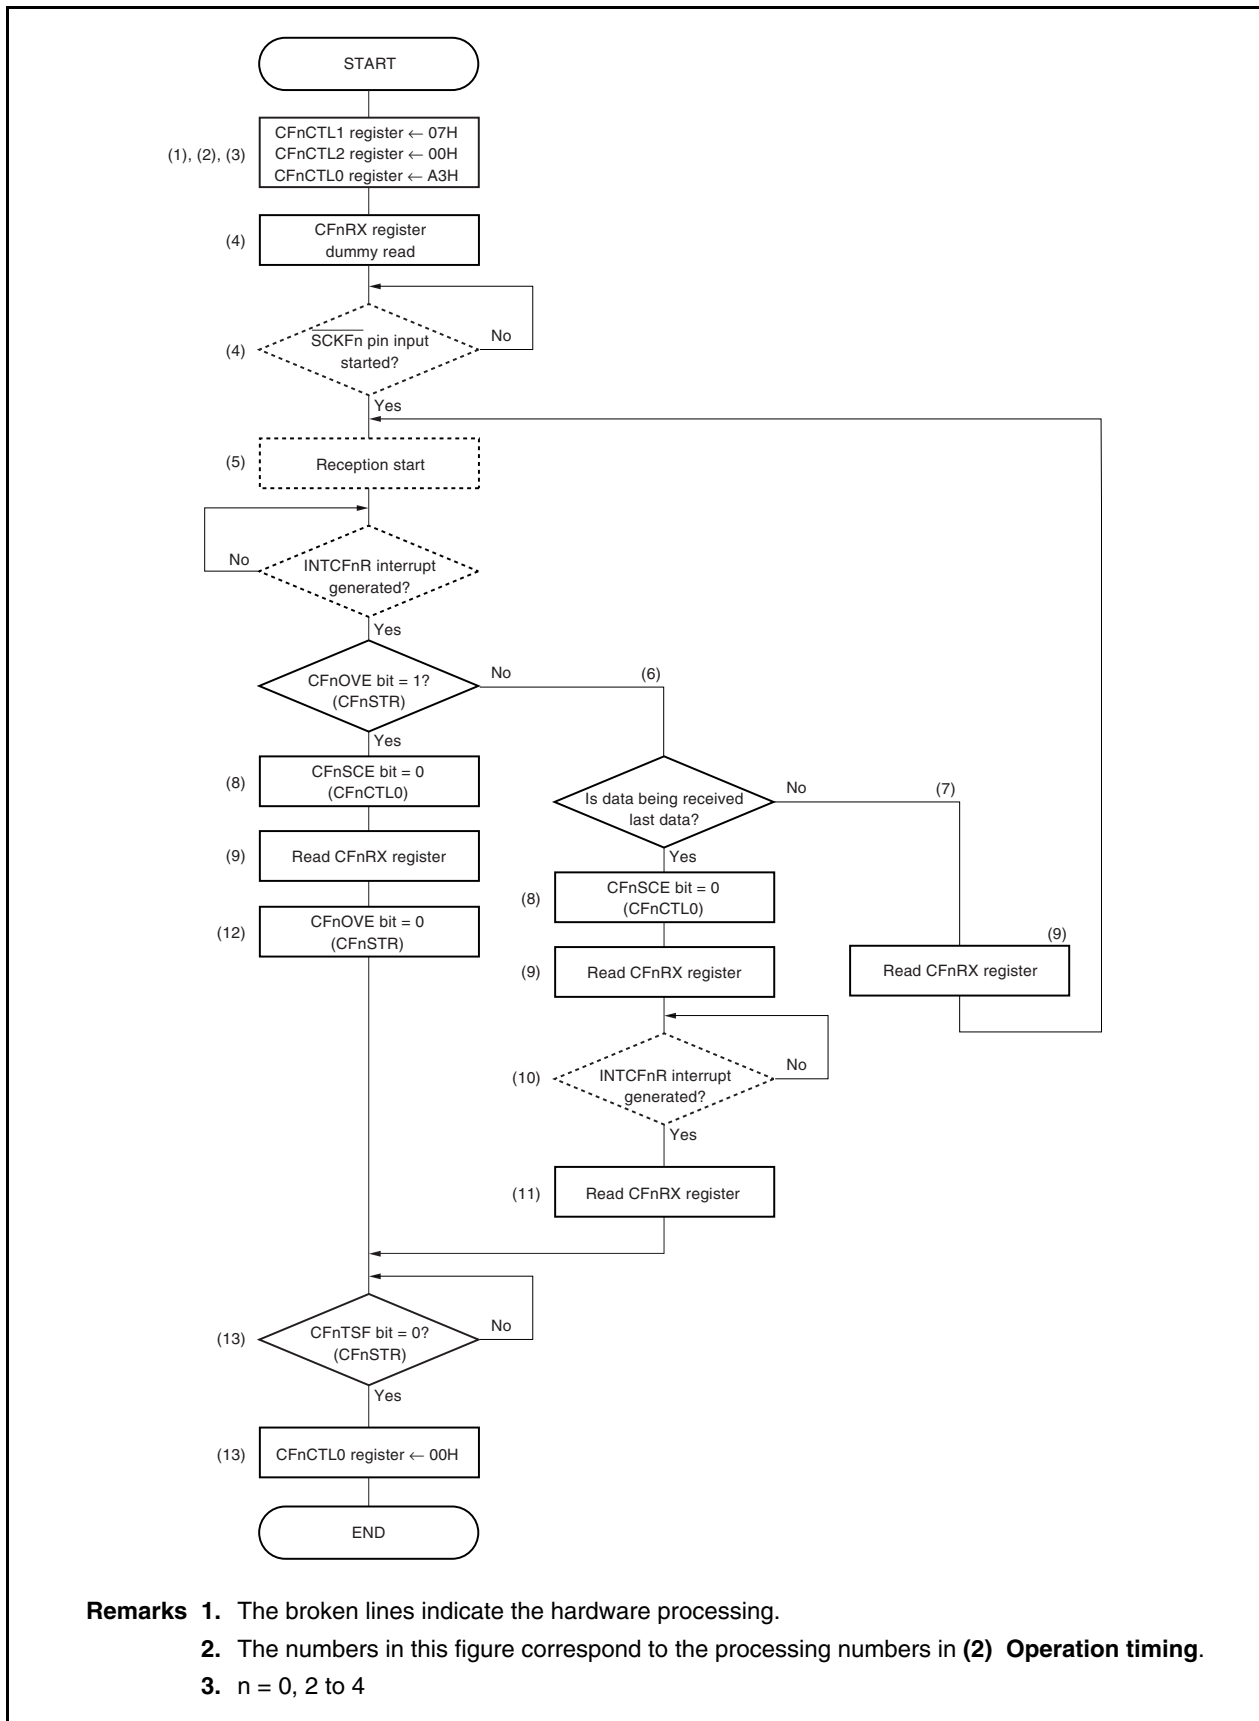 START
(1), (2), (3)
CFnCTL1 register ← 07H
CFnCTL2 register ← 00H
CFnCTL0 register ← A3H
(4)
CFnRX register
dummy read
(4)
SCKFn pin input
started?
No
Yes
(5)
Reception start
No
INTCFnR interrupt
generated?
Yes
CFnOVE bit = 1?
(CFnSTR)
No
(6)
Yes
(8)
CFnSCE bit = 0
(CFnCTL0)
(9)
Read CFnRX register
(12)
CFnOVE bit = 0
(CFnSTR)
Is data being received
last data?
No
(7)
Yes
(8)
CFnSCE bit = 0
(CFnCTL0)
(9)
Read CFnRX register
(9)
Read CFnRX register
(10)
INTCFnR interrupt
generated?
No
Yes
(11)
Read CFnRX register
(13)
CFnTSF bit = 0?
(CFnSTR)
No
Yes
(13)
CFnCTL0 register ← 00H
END
Remarks 1. The broken lines indicate the hardware processing.
2. The numbers in this figure correspond to the processing numbers in (2) Operation timing.
3. n = 0, 2 to 4